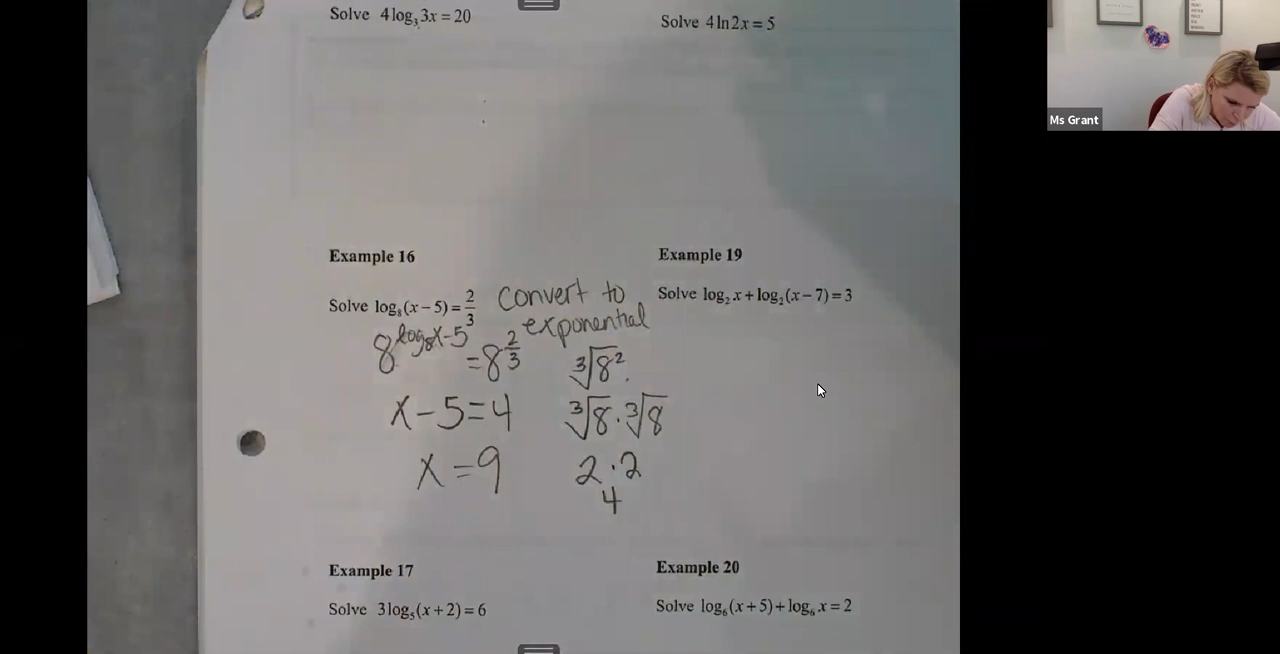 Solve 4log₃3x = 20
Solve 4ln2x = 5
Ms Grant
Example 16
Solve log₈(x−5) = 2/3
convert to
exponential
8^(log₈x−5) = 8^(2/3)
∛8².
x−5=4
∛8 · ∛8
x=9
2·2
4
Example 19
Solve log₂x + log₂(x−7) = 3
Example 17
Solve 3log₅(x+2) = 6
Example 20
Solve log₆(x+5) + log₆x = 2